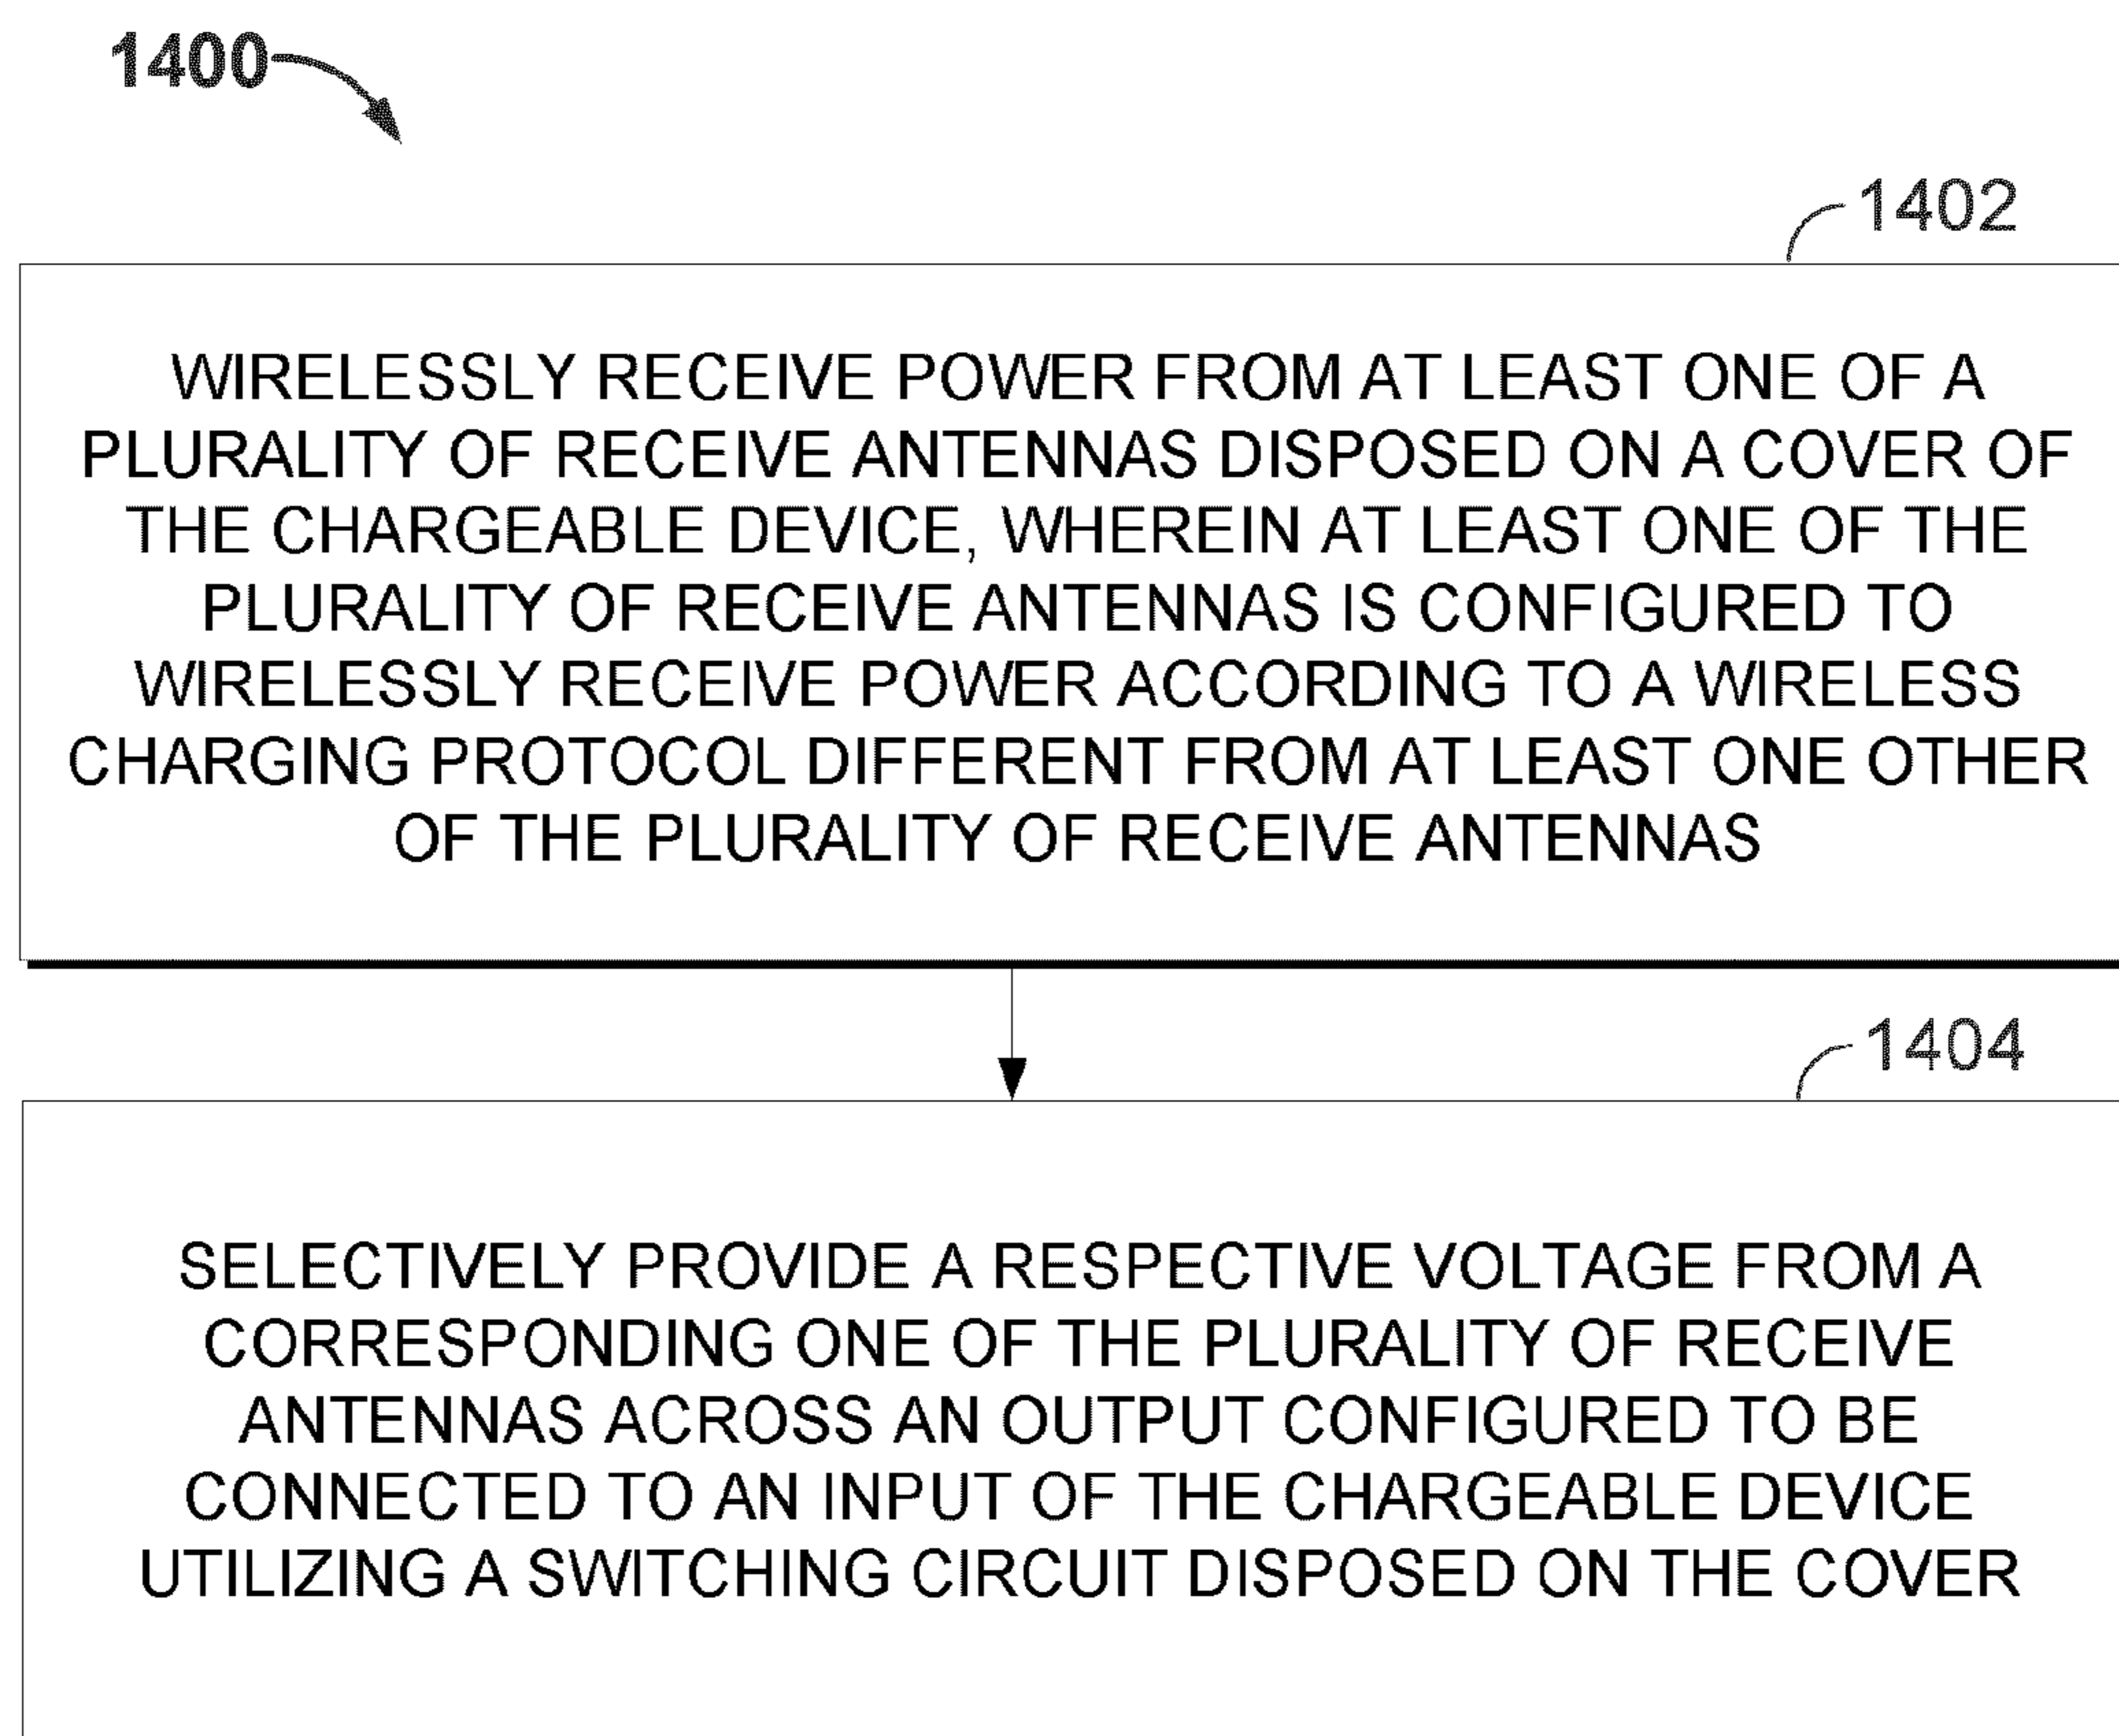 1400
1402
WIRELESSLY RECEIVE POWER FROM AT LEAST ONE OF A
PLURALITY OF RECEIVE ANTENNAS DISPOSED ON A COVER OF
THE CHARGEABLE DEVICE, WHEREIN AT LEAST ONE OF THE
PLURALITY OF RECEIVE ANTENNAS IS CONFIGURED TO
WIRELESSLY RECEIVE POWER ACCORDING TO A WIRELESS
CHARGING PROTOCOL DIFFERENT FROM AT LEAST ONE OTHER
OF THE PLURALITY OF RECEIVE ANTENNAS
1404
SELECTIVELY PROVIDE A RESPECTIVE VOLTAGE FROM A
CORRESPONDING ONE OF THE PLURALITY OF RECEIVE
ANTENNAS ACROSS AN OUTPUT CONFIGURED TO BE
CONNECTED TO AN INPUT OF THE CHARGEABLE DEVICE
UTILIZING A SWITCHING CIRCUIT DISPOSED ON THE COVER